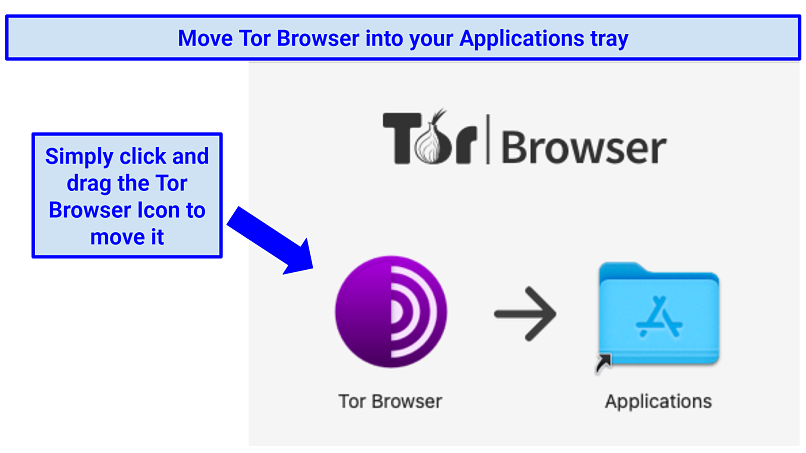 Move Tor Browser into your Applications tray
Tor Browser
Simply click and
drag the Tor
Browser Icon to
move it
Tor Browser
Applications